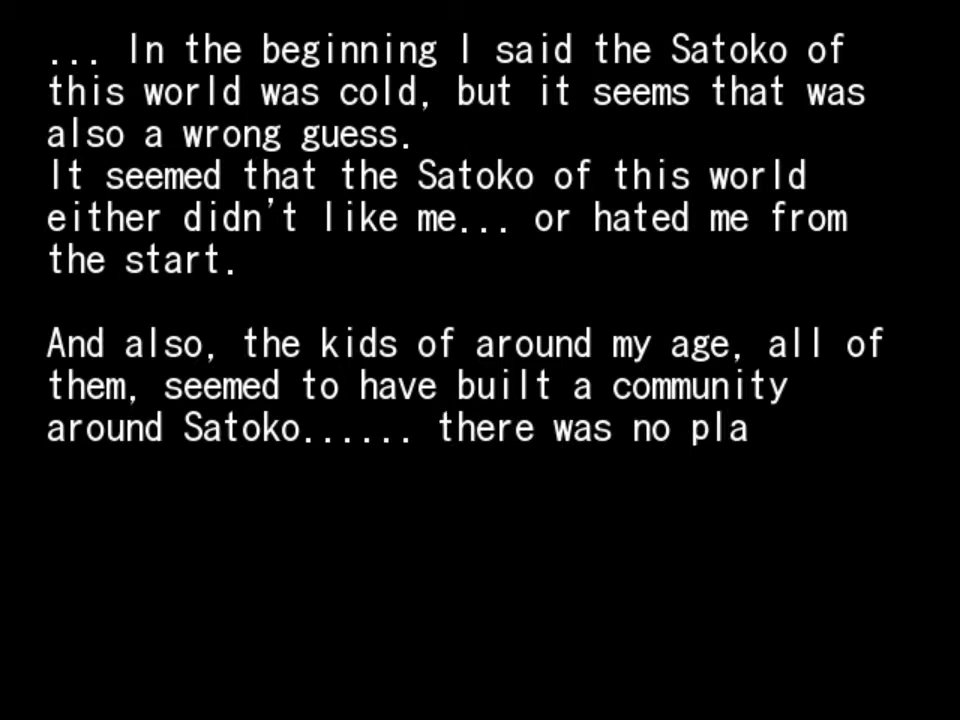 ... In the beginning I said the Satoko of
this world was cold, but it seems that was
also a wrong guess.
It seemed that the Satoko of this world
either didn't like me... or hated me from
the start.
And also, the kids of around my age, all of
them, seemed to have built a community
around Satoko...... there was no pla